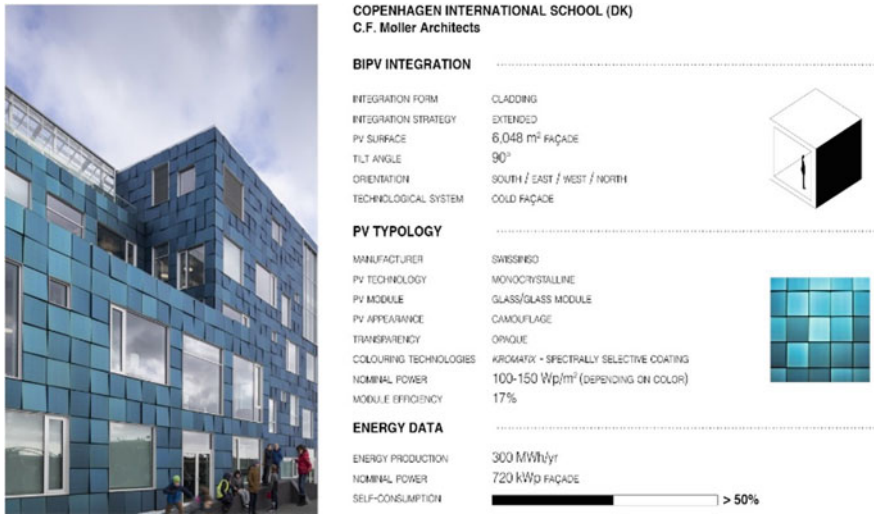 COPENHAGEN INTERNATIONAL SCHOOL (DK)
C.F. Møller Architects
BIPV INTEGRATION
INTEGRATION FORM CLADDING
INTEGRATION STRATEGY EXTENDED
PV SURFACE 6,048 m² FAÇADE
TILT ANGLE 90°
ORIENTATION SOUTH / EAST / WEST / NORTH
TECHNOLOGICAL SYSTEM COLD FAÇADE
PV TYPOLOGY
MANUFACTURER SWISSINSO
PV TECHNOLOGY MONOCRYSTALLINE
PV MODULE GLASS/GLASS MODULE
PV APPEARANCE CAMOUFLAGE
TRANSPARENCY OPAQUE
COLOURING TECHNOLOGIES KROMATIX - SPECTRALLY SELECTIVE COATING
NOMINAL POWER 100-150 Wp/m² (DEPENDING ON COLOR)
MODULE EFFICIENCY 17%
ENERGY DATA
ENERGY PRODUCTION 300 MWh/yr
NOMINAL POWER 720 kWp FAÇADE
SELF-CONSUMPTION > 50%